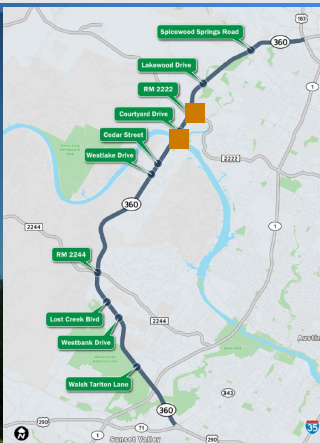 183
Spicewood Springs Road
360
Lakewood Drive
1
RM 2222
Courtyard Drive
Cedar Street
2222
Westlake Drive
360
2244
1
RM 2244
Lost Creek Blvd
2244
Westbank Drive
Austin
Walsh Tarlton Lane
343
360
290
290
71
35
1
Sunset Valley
N